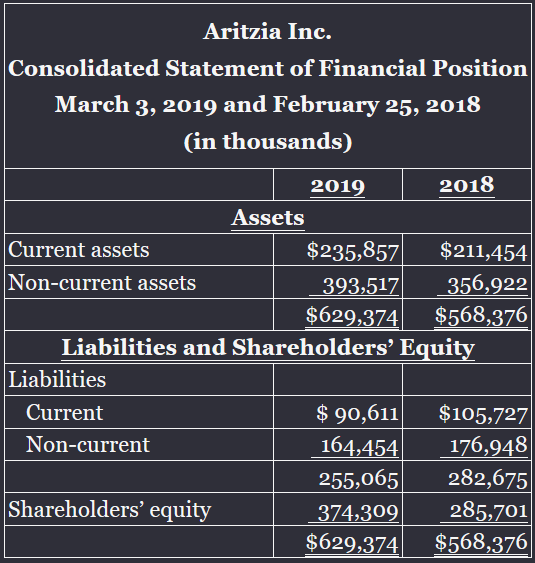 Aritzia Inc.
Consolidated Statement of Financial Position
March 3, 2019 and February 25, 2018
(in thousands)
2019 2018
Assets
Current assets $235,857 $211,454
Non-current assets 393,517 356,922
$629,374 $568,376
Liabilities and Shareholders’ Equity
Liabilities
Current $ 90,611 $105,727
Non-current 164,454 176,948
255,065 282,675
Shareholders’ equity 374,309 285,701
$629,374 $568,376